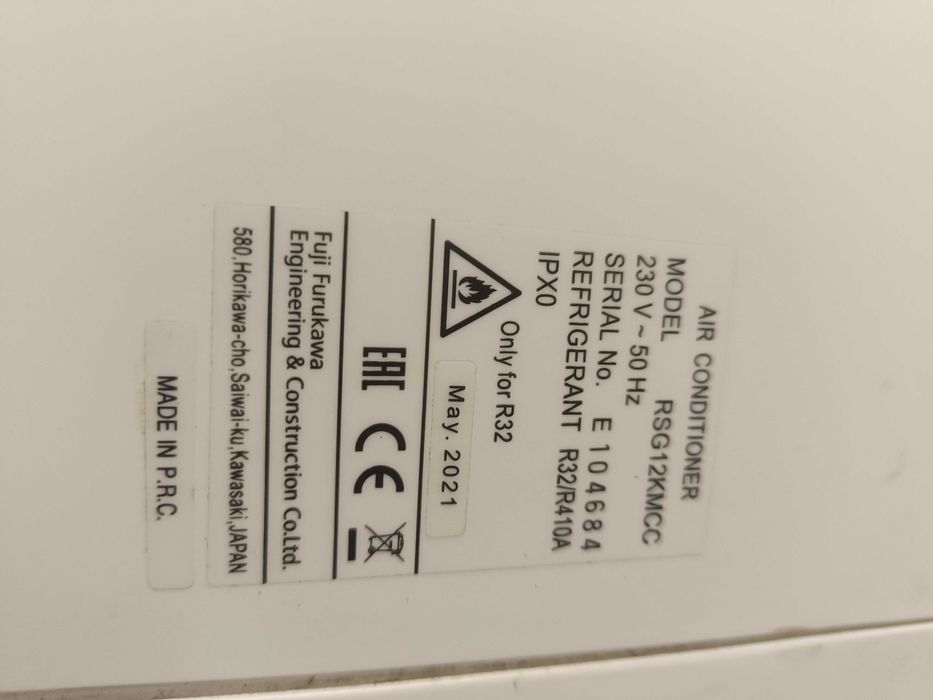 AIR CONDITIONER
MODEL RSG12KMCC
230 V ~ 50 Hz
SERIAL No. E 104684
REFRIGERANT R32/R410A
IPX0
Only for R32
May. 2021
EAC CE
Fuji Furukawa
Engineering & Construction Co.Ltd.
580,Horikawa-cho,Saiwai-ku,Kawasaki,JAPAN
MADE IN P.R.C.